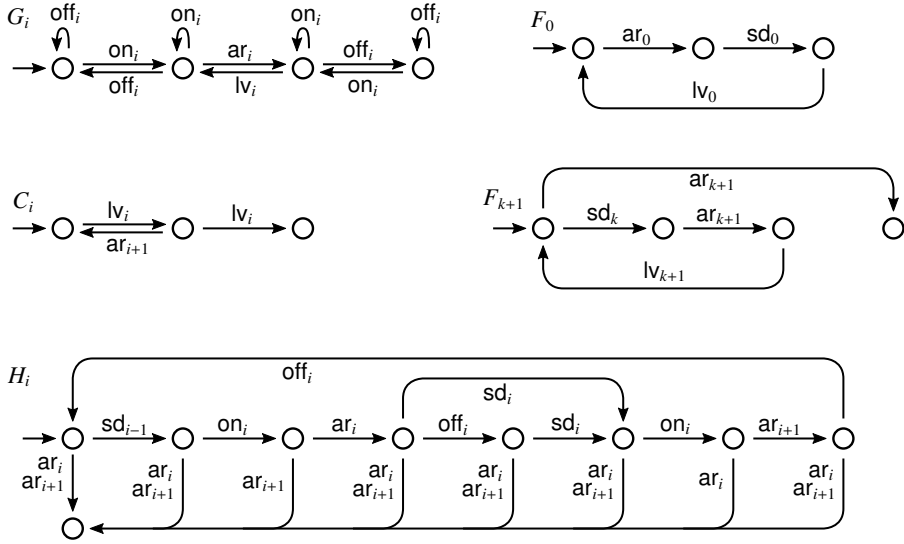 G_i off_i on_i on_i off_i
on_i ar_i off_i
off_i lv_i on_i
F_0 ar_0 sd_0
lv_0
C_i lv_i lv_i
ar_{i+1}
F_{k+1} ar_{k+1}
sd_k ar_{k+1}
lv_{k+1}
H_i off_i
sd_i
sd_{i−1} on_i ar_i off_i sd_i on_i ar_{i+1}
ar_i ar_i ar_i ar_i ar_i ar_i
ar_{i+1} ar_{i+1} ar_{i+1} ar_{i+1} ar_{i+1} ar_{i+1} ar_i ar_{i+1}